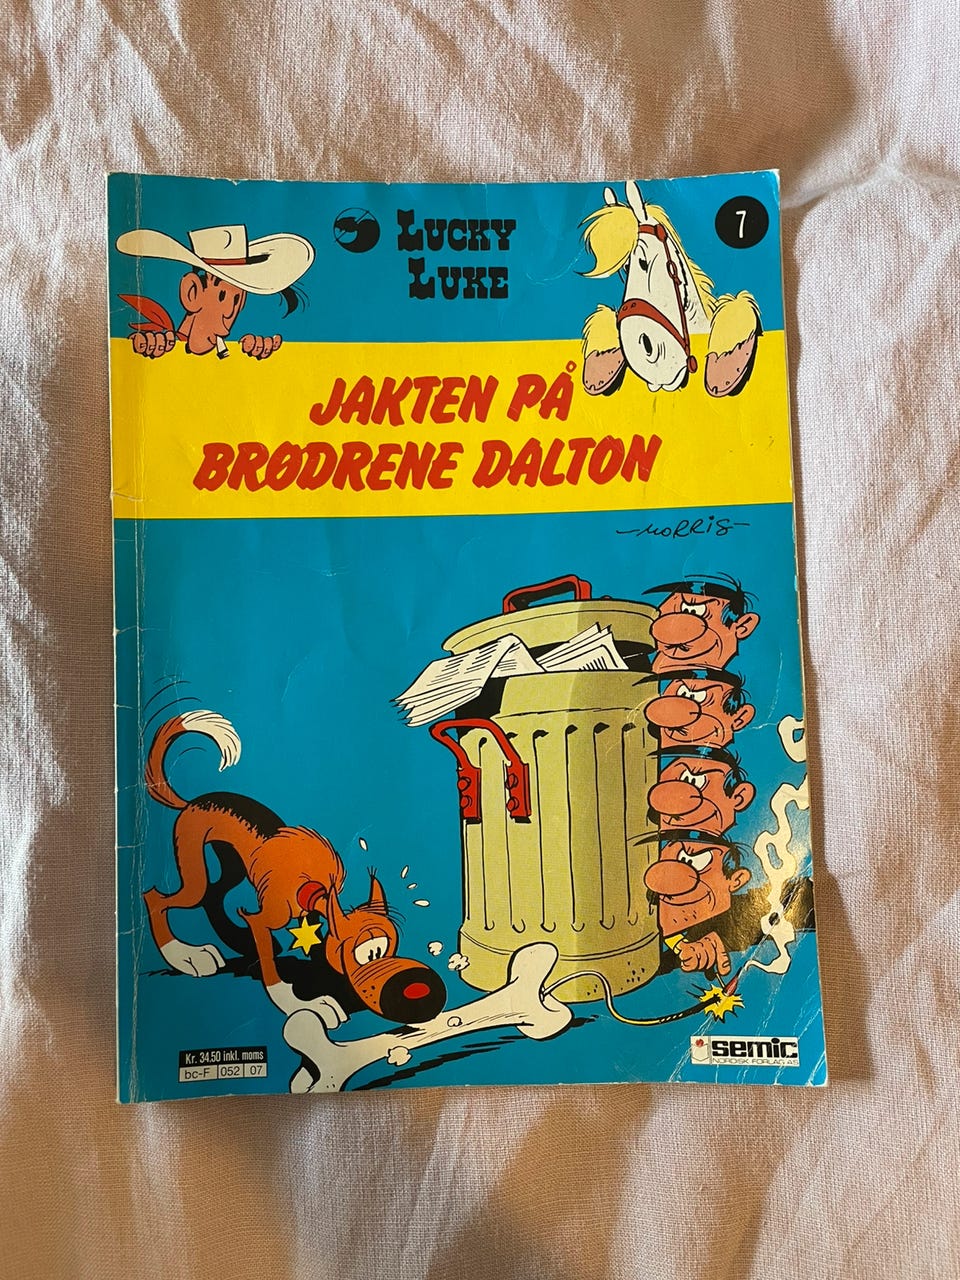 LUCKY
LUKE
7
JAKTEN PÅ
BRØDRENE DALTON
MORRIS
Kr. 34.50 inkl. moms
bc-F 052 07
semic
NORDISK FORLAG AS